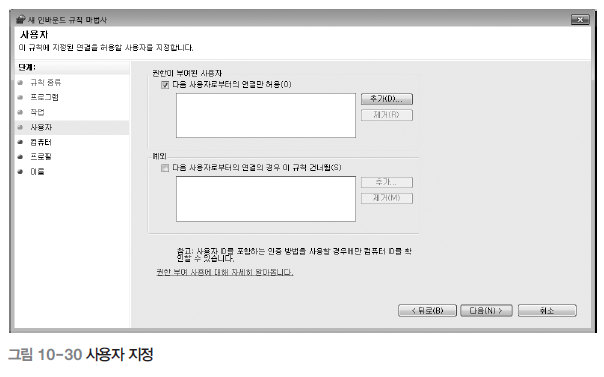 새 인바운드 규칙 마법사
사용자
이 규칙에 지정된 연결을 허용할 사용자를 지정합니다.
단계:
규칙 종류
프로그램
작업
사용자
컴퓨터
프로필
이름
권한이 부여된 사용자
다음 사용자로부터의 연결만 허용(O)
추가(D)...
제거(R)
예외
다음 사용자로부터의 연결의 경우 이 규칙 건너뜀(S)
추가...
제거(M)
참고: 사용자 ID를 포함하는 인증 방법을 사용할 경우에만 컴퓨터 ID를 확
인할 수 있습니다.
권한 부여 사용에 대해 자세히 알아봅니다.
< 뒤로(B)
다음(N) >
취소
그림 10-30 사용자 지정